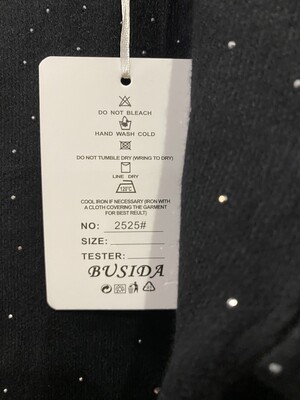 DO NOT BLEACH
HAND WASH COLD
DO NOT TUMBLE DRY (WRING TO DRY)
LINE DRY
120°C
COOL IRON IF NECESSARY (IRON WITH
A CLOTH COVERING THE GARMENT
FOR BEST REULT)
NO: 2525#
SIZE:
TESTER:
BUSIDA